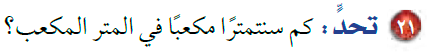 ٢١ تحدٍّ: كم سنتمترًا مكعبًا في المتر المكعب؟